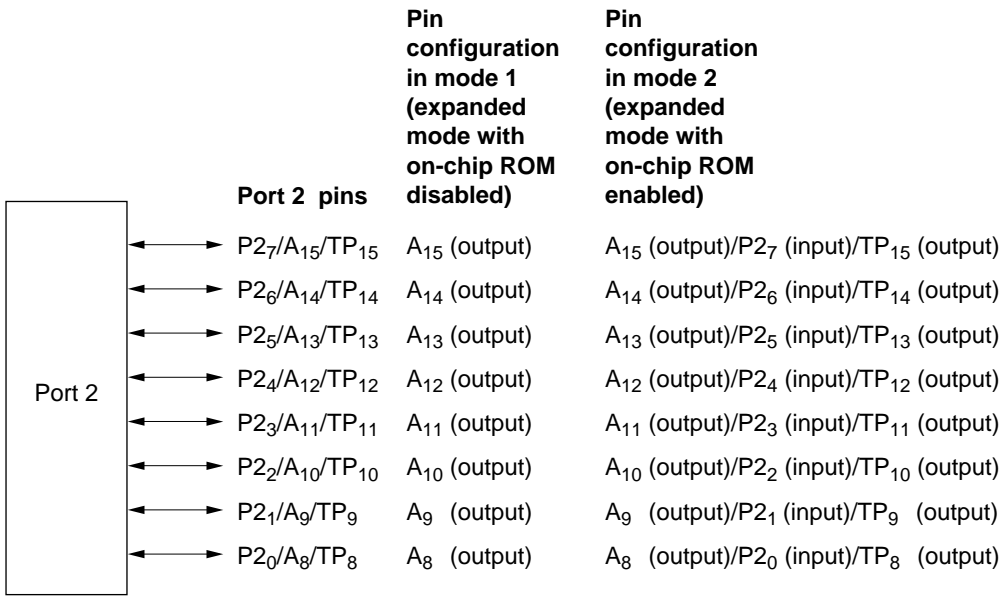 Pin Pin
configuration configuration
in mode 1 in mode 2
(expanded (expanded
mode with mode with
on-chip ROM on-chip ROM
Port 2 pins disabled) enabled)
P2₇/A₁₅/TP₁₅ A₁₅ (output) A₁₅ (output)/P2₇ (input)/TP₁₅ (output)
P2₆/A₁₄/TP₁₄ A₁₄ (output) A₁₄ (output)/P2₆ (input)/TP₁₄ (output)
P2₅/A₁₃/TP₁₃ A₁₃ (output) A₁₃ (output)/P2₅ (input)/TP₁₃ (output)
Port 2 P2₄/A₁₂/TP₁₂ A₁₂ (output) A₁₂ (output)/P2₄ (input)/TP₁₂ (output)
P2₃/A₁₁/TP₁₁ A₁₁ (output) A₁₁ (output)/P2₃ (input)/TP₁₁ (output)
P2₂/A₁₀/TP₁₀ A₁₀ (output) A₁₀ (output)/P2₂ (input)/TP₁₀ (output)
P2₁/A₉/TP₉ A₉ (output) A₉ (output)/P2₁ (input)/TP₉ (output)
P2₀/A₈/TP₈ A₈ (output) A₈ (output)/P2₀ (input)/TP₈ (output)